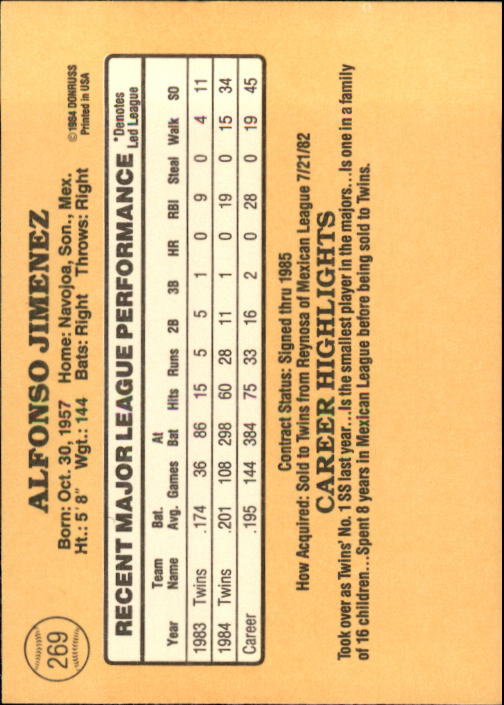 269
ALFONSO JIMENEZ
Born: Oct. 30, 1957 Home: Navojoa, Son., Mex.
Ht.: 5' 8" Wgt.: 144 Bats: Right Throws: Right
©1984 DONRUSS
Printed in USA
RECENT MAJOR LEAGUE PERFORMANCE *Denotes Led League
Year Team Name Bat. Avg. Games At Bat Hits Runs 2B 3B HR RBI Steal Walk SO
1983 Twins .174 36 86 15 5 5 1 0 9 0 4 11
1984 Twins .201 108 298 60 28 11 1 0 19 0 15 34
Career .195 144 384 75 33 16 2 0 28 0 19 45
Contract Status: Signed thru 1985
How Acquired: Sold to Twins from Reynosa of Mexican League 7/21/82
CAREER HIGHLIGHTS
Took over as Twins' No. 1 SS last year...Is the smallest player in the majors...Is one in a family
of 16 children...Spent 8 years in Mexican League before being sold to Twins.